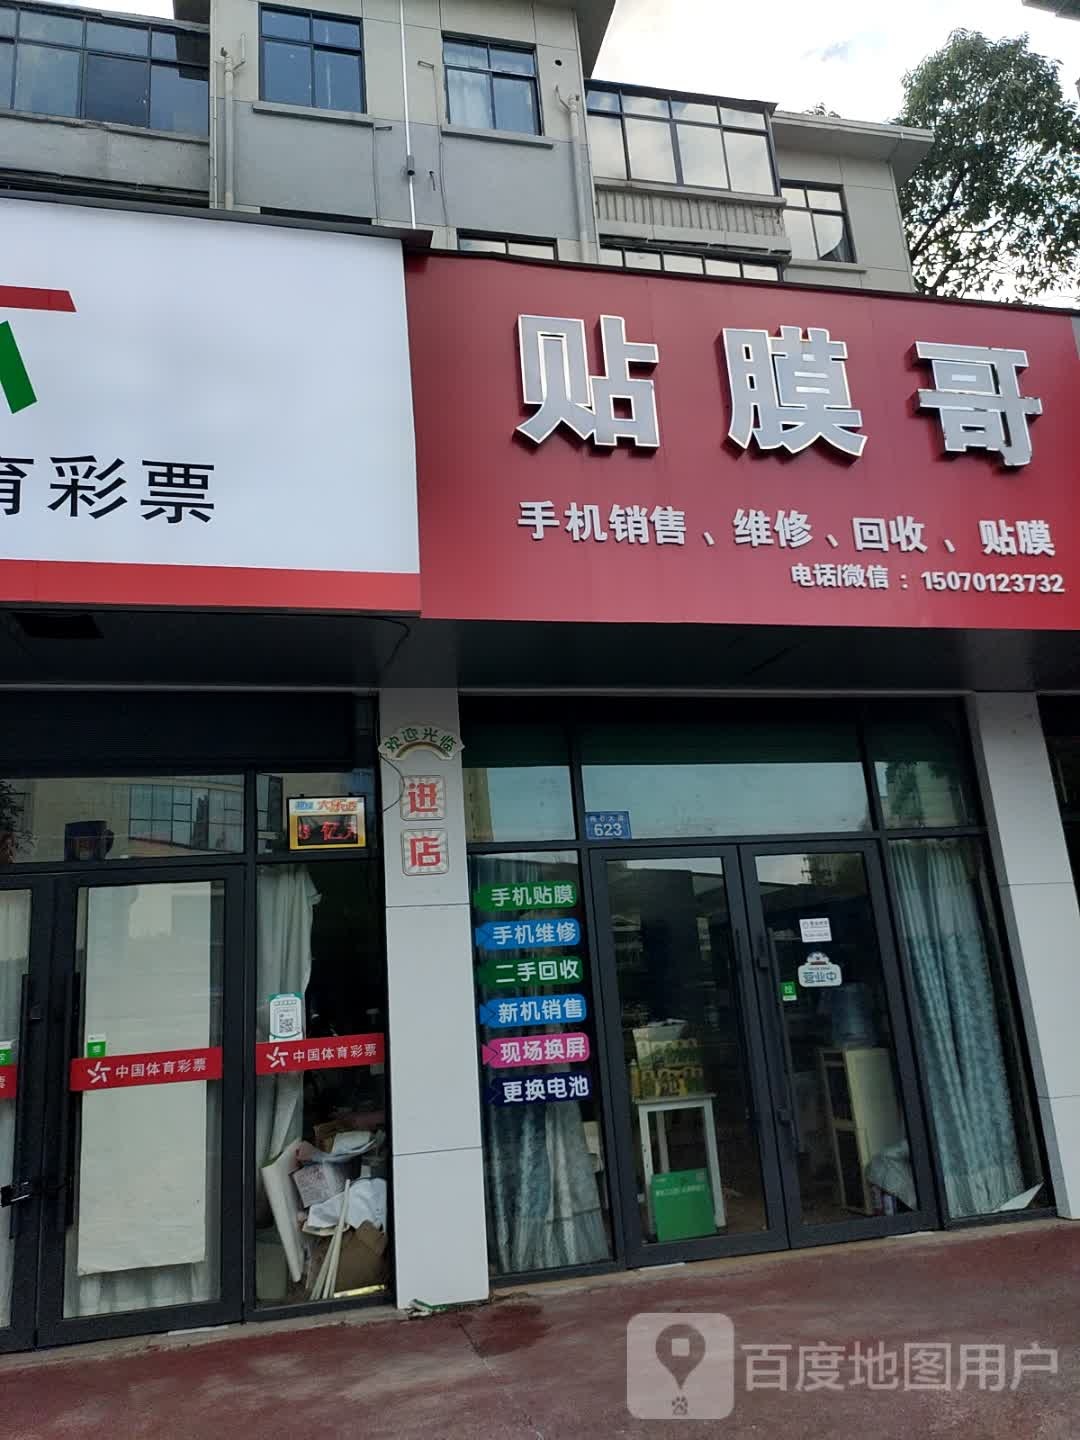 育彩票
贴膜哥
手机销售、维修、回收、贴膜
电话/微信：15070123732
欢迎光临
进店
623
手机贴膜
手机维修
二手回收
新机销售
现场换屏
更换电池
营业中
中国体育彩票
中国体育彩票
票
百度地图用户